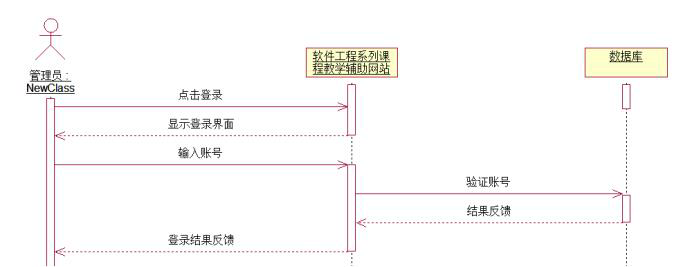 软件工程系列课
程教学辅助网站
数据库
管理员 :
NewClass
点击登录
显示登录界面
输入账号
验证账号
结果反馈
登录结果反馈